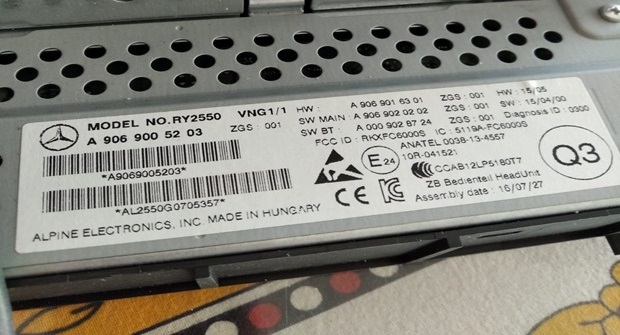 MODEL NO.RY2550 VNG1/1
A 906 900 52 03 ZGS : 001
*A9069005203*
*AL2550G0705357*
ALPINE ELECTRONICS, INC. MADE IN HUNGARY
HW : A 906 901 63 01 ZGS : 001 HW : 15/05
SW MAIN : A 906 902 02 02 ZGS : 001 SW : 15/04/00
SW BT : A 000 902 87 24 Diagnosis ID : 0300
FCC ID : RKXFC6000S IC : 5119A-FC6000S
ANATEL 0038-13-4557
10R-041521
E24
CCAB12LP5180T7
CE
ZB Bedienteil HeadUnit
Assembly date : 16/07/27
Q3